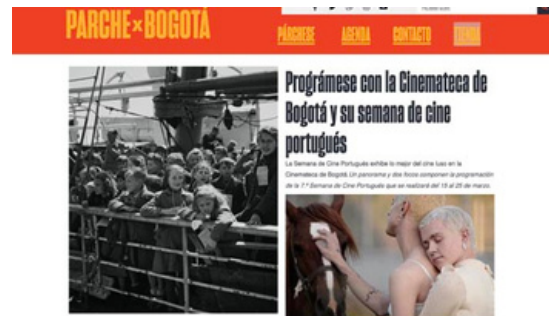 PARCHE×BOGOTÁ
PÁRCHESE AGENDA CONTACTO TIENDA
Prográmese con la Cinemateca de
Bogotá y su semana de cine
portugués
La Semana de Cine Portugués exhibe lo mejor del cine luso en la
Cinemateca de Bogotá. Un panorama y dos focos componen la programación
de la 7.ª Semana de Cine Portugués que se realizará del 15 al 25 de marzo.